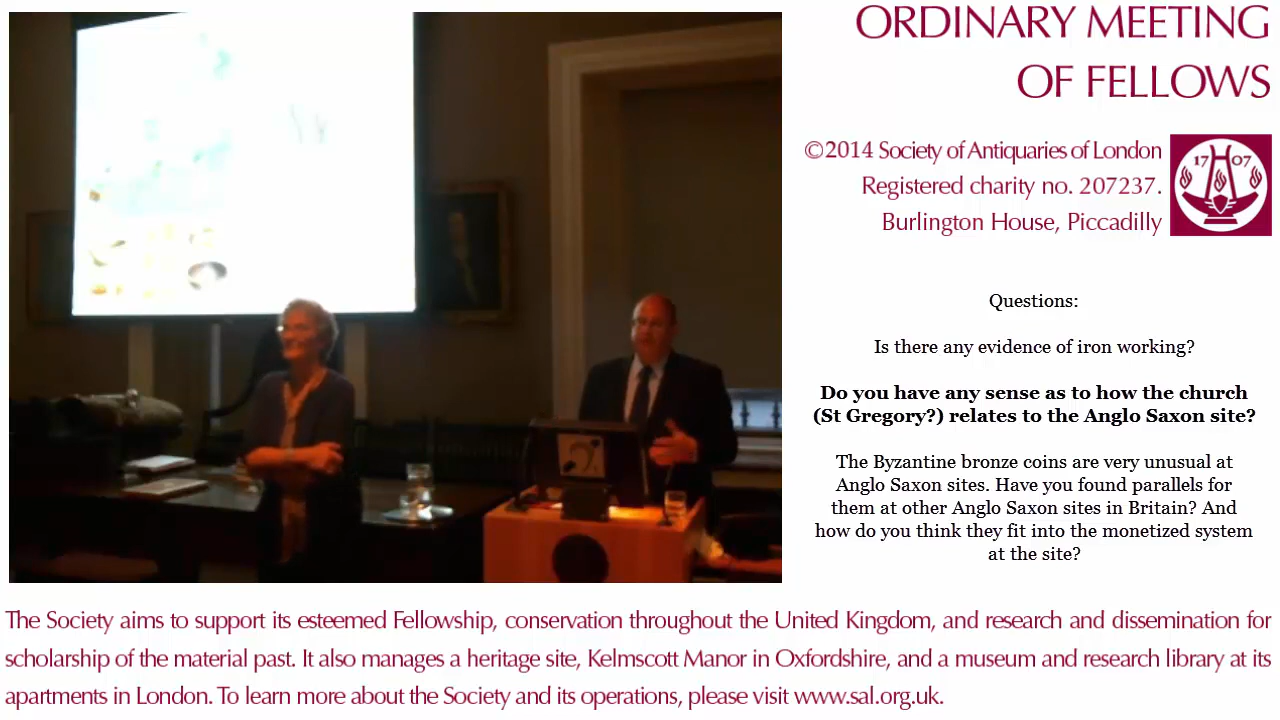 ORDINARY MEETING
OF FELLOWS
©2014 Society of Antiquaries of London
Registered charity no. 207237.
Burlington House, Piccadilly
17 07
Questions:
Is there any evidence of iron working?
Do you have any sense as to how the church
(St Gregory?) relates to the Anglo Saxon site?
The Byzantine bronze coins are very unusual at
Anglo Saxon sites. Have you found parallels for
them at other Anglo Saxon sites in Britain? And
how do you think they fit into the monetized system
at the site?
The Society aims to support its esteemed Fellowship, conservation throughout the United Kingdom, and research and dissemination for
scholarship of the material past. It also manages a heritage site, Kelmscott Manor in Oxfordshire, and a museum and research library at its
apartments in London. To learn more about the Society and its operations, please visit www.sal.org.uk.